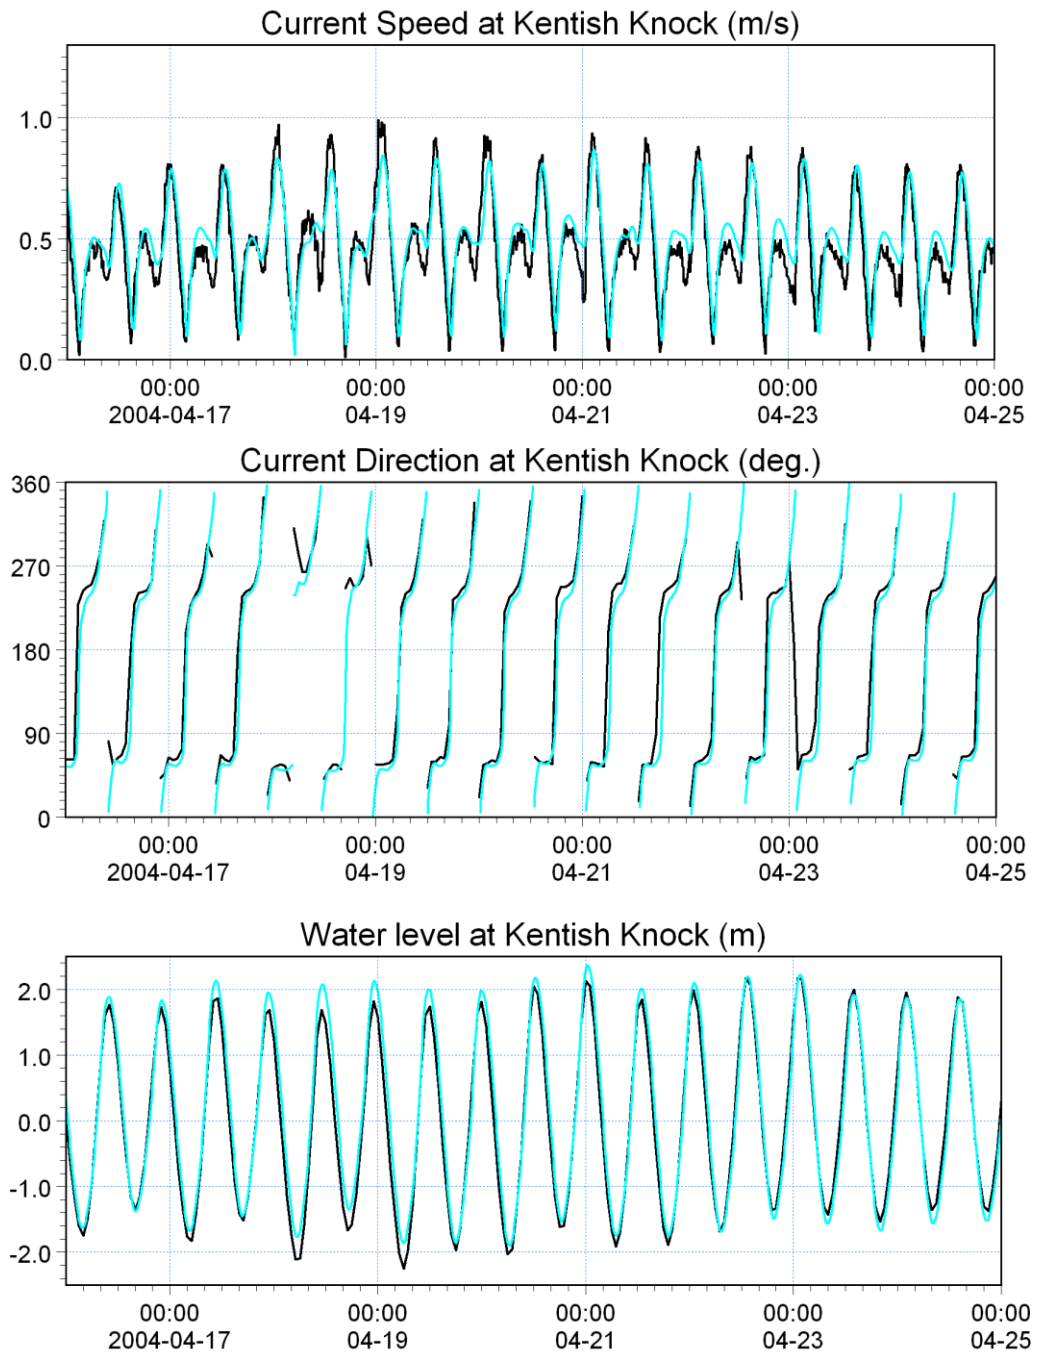 Current Speed at Kentish Knock (m/s)
1.0
0.5
0.0
00:00 00:00 00:00 00:00 00:00
2004-04-17 04-19 04-21 04-23 04-25
Current Direction at Kentish Knock (deg.)
360
270
180
90
0
00:00 00:00 00:00 00:00 00:00
2004-04-17 04-19 04-21 04-23 04-25
Water level at Kentish Knock (m)
2.0
1.0
0.0
-1.0
-2.0
00:00 00:00 00:00 00:00 00:00
2004-04-17 04-19 04-21 04-23 04-25